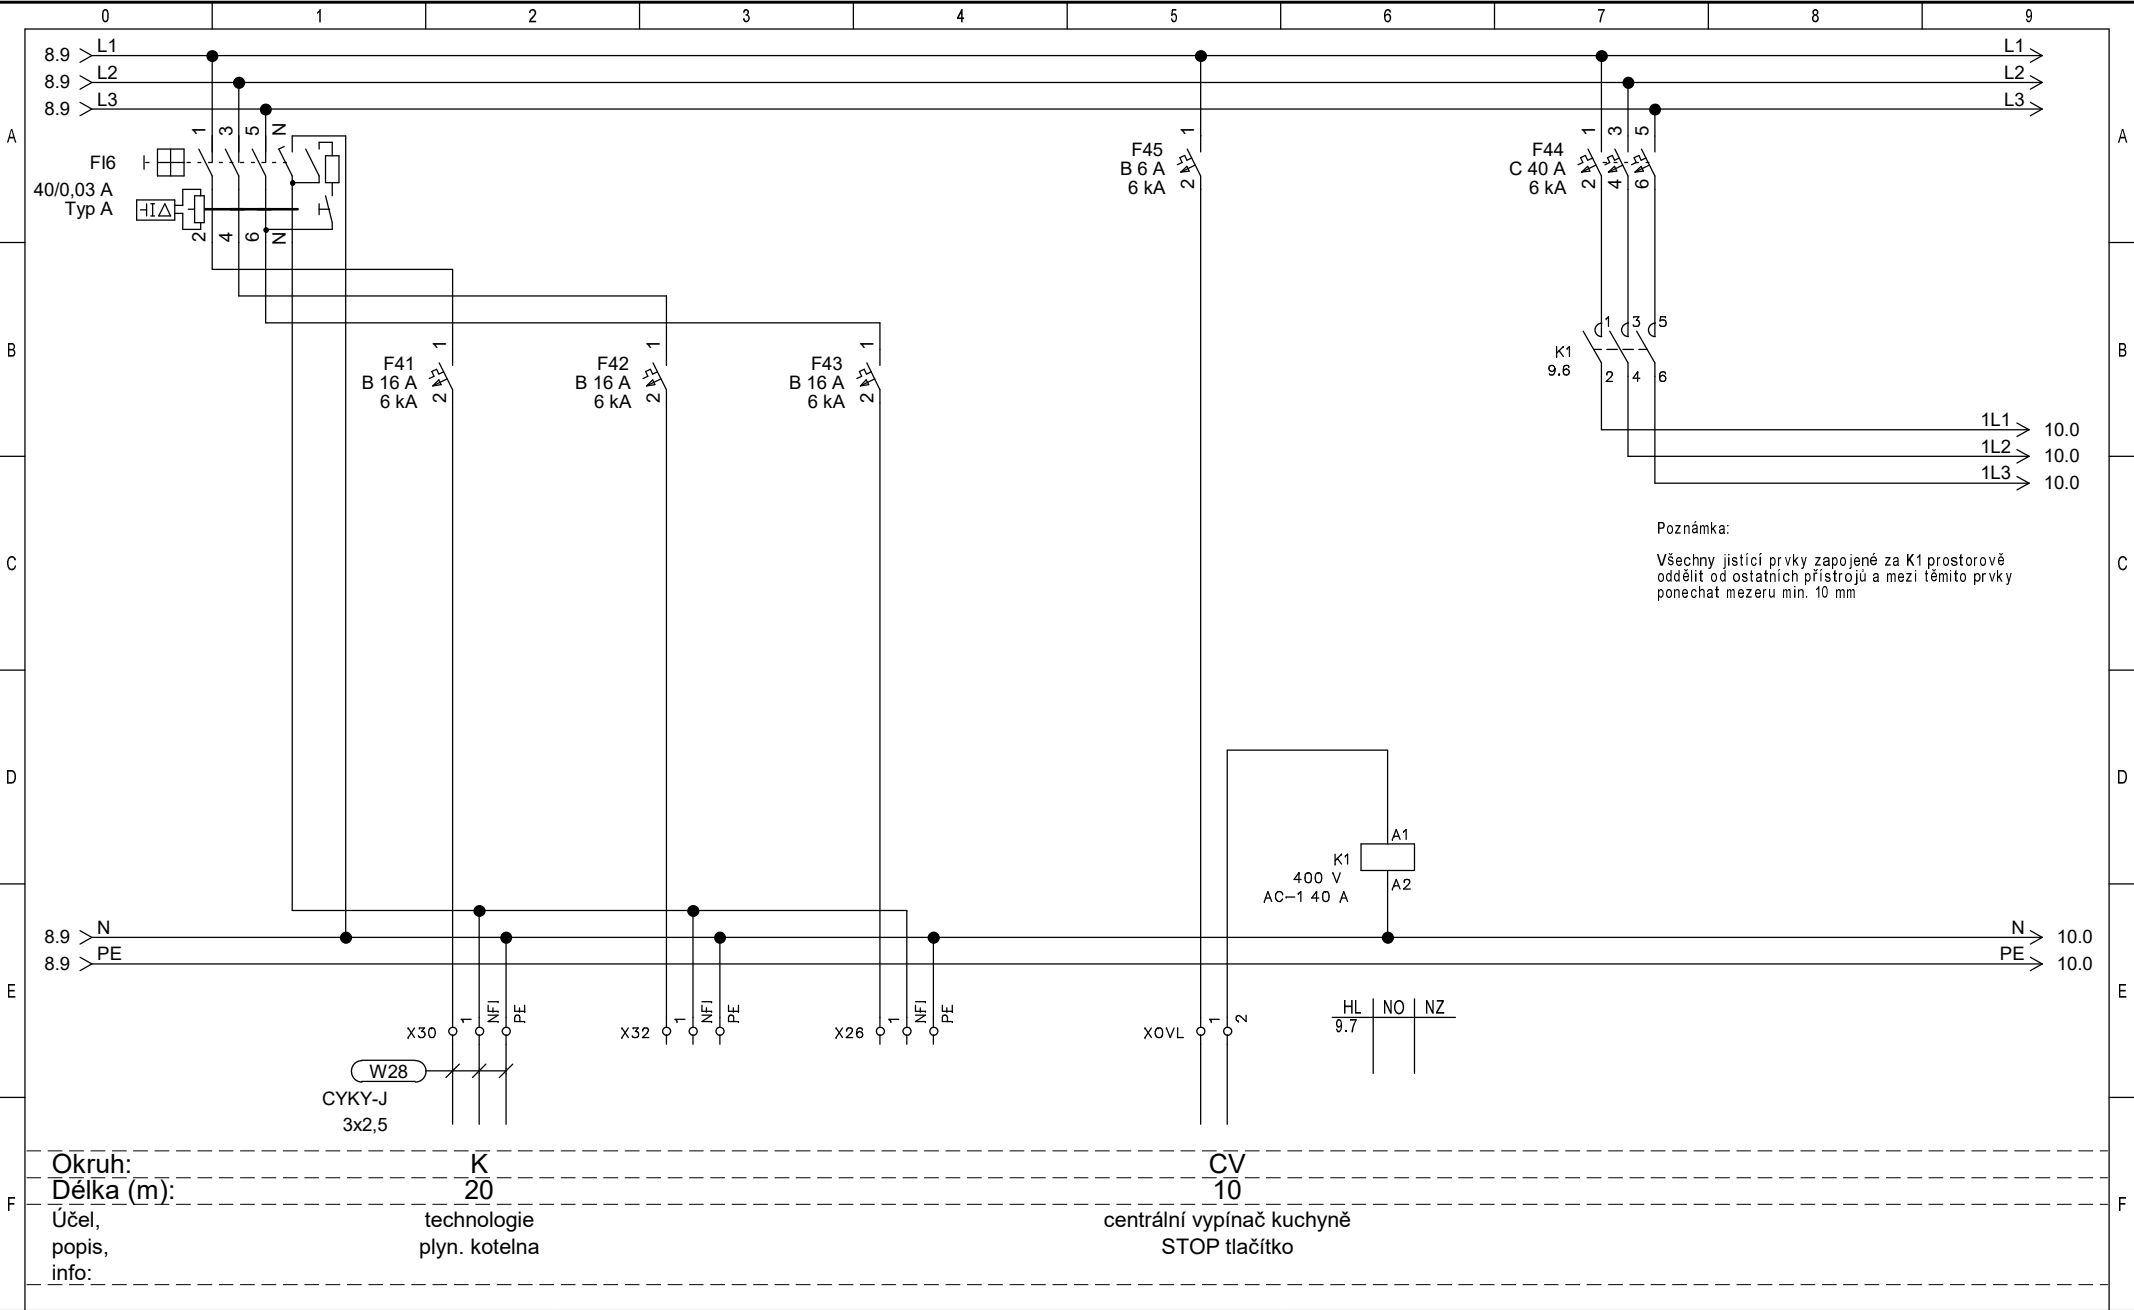 0 1 2 3 4 5 6 7 8 9
8.9 L1 L1
8.9 L2 L2
8.9 L3 L3
A A
1 3 5 N
FI6
40/0,03 A
Typ A
2 4 6 N
1
F45
B 6 A
6 kA
2
1 3 5
F44
C 40 A
6 kA
2 4 6
B B
1
F41
B 16 A
6 kA
2
1
F42
B 16 A
6 kA
2
1
F43
B 16 A
6 kA
2
1 3 5
K1
9.6
2 4 6
1L1 10.0
1L2 10.0
1L3 10.0
Poznámka:
Všechny jistící prvky zapojené za K1 prostorově
oddělit od ostatních přístrojů a mezi těmito prvky
ponechat mezeru min. 10 mm
C C
D D
A1
K1
400 V
AC-1 40 A
A2
8.9 N N 10.0
8.9 PE PE 10.0
E E
X30 1 NFI PE
X32 1 NFI PE
X26 1 NFI PE
XOVL 1 2
HL NO NZ
9.7
W28
CYKY-J
3x2,5
Okruh: K CV
Délka (m): 20 10
F F
Účel, technologie centrální vypínač kuchyně
popis, plyn. kotelna STOP tlačítko
info: